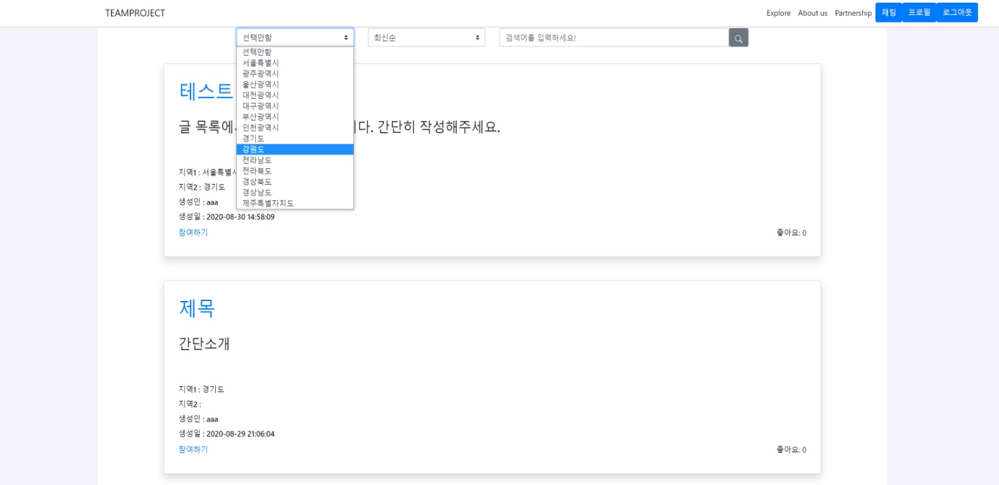 TEAMPROJECT
Explore About us Partnership 채팅 프로필 로그아웃
선택안함 최신순 검색어를 입력하세요!
선택안함
서울특별시
광주광역시
울산광역시
대전광역시
대구광역시
부산광역시
인천광역시
경기도
강원도
전라남도
전라북도
경상북도
경상남도
제주특별자치도
테스트
글 목록에 다. 간단히 작성해주세요.
지역1 : 서울특별시
지역2 : 경기도
생성인 : aaa
생성일 : 2020-08-30 14:58:09
참여하기 좋아요: 0
제목
간단소개
지역1 : 경기도
지역2 :
생성인 : aaa
생성일 : 2020-08-29 21:06:04
참여하기 좋아요: 0